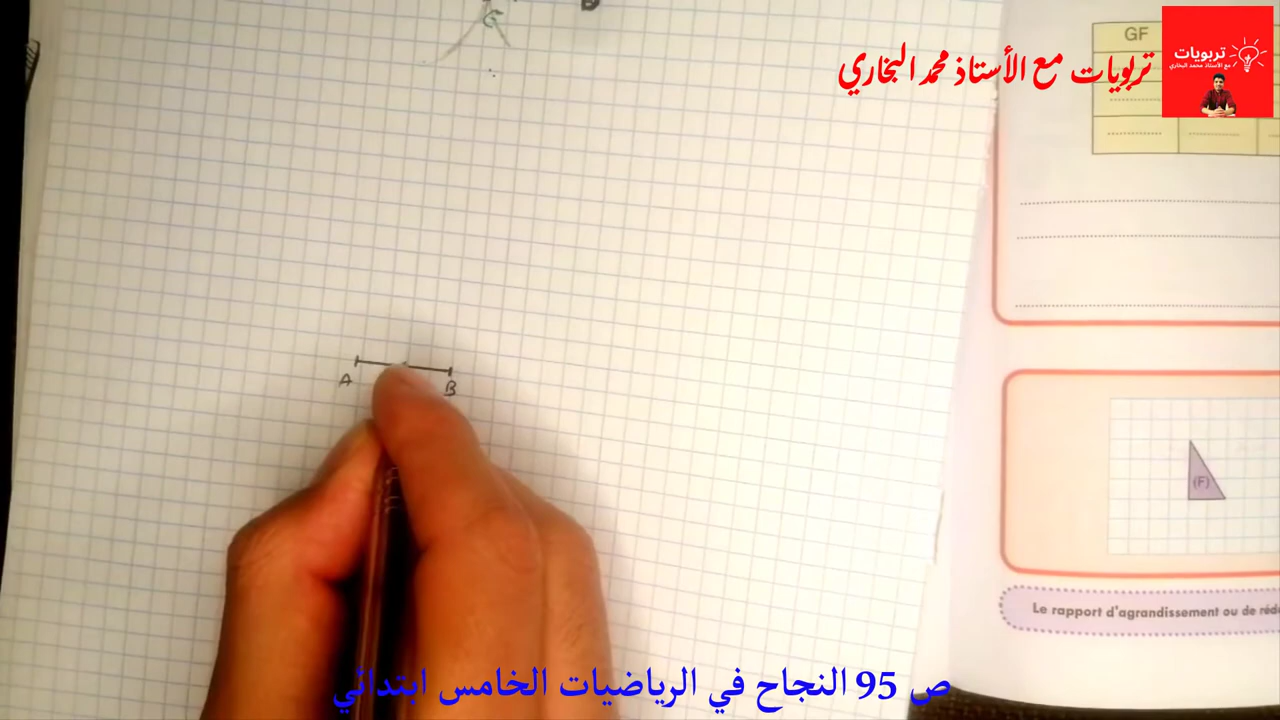 G
B
GF
تربويات
مع الأستاذ محمد البخاري
تربويات مع الأستاذ محمد البخاري
A
B
(F)
Le rapport d'agrandissement ou de
ص 95 النجاح في الرياضيات الخامس ابتدائي